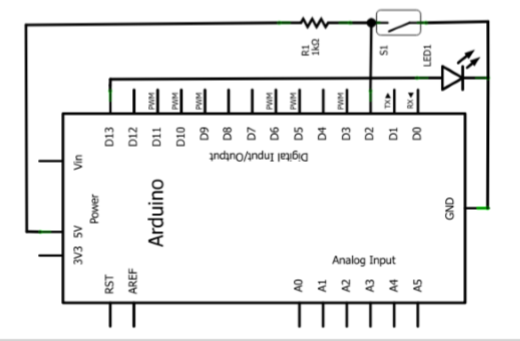 R1
1kΩ
S1
LED1
PWM
PWM
PWM
PWM
PWM
PWM
TX
RX
D13
D12
D11
D10
D9
D8
D7
D6
D5
D4
D3
D2
D1
D0
Digital Input/Output
Vin
Power
5V
3V3
Arduino
GND
Analog Input
RST
AREF
A0
A1
A2
A3
A4
A5